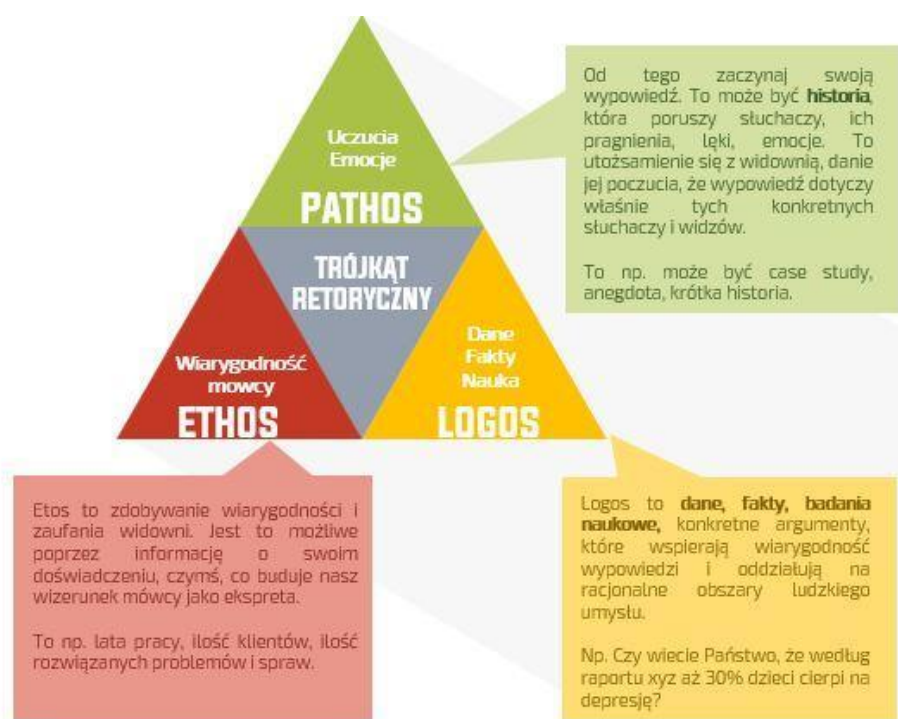 Uczucia
Emocje
PATHOS
TRÓJKĄT
RETORYCZNY
Wiarygodność
mowcy
ETHOS
Dane
Fakty
Nauka
LOGOS
Od tego zaczynaj swoją
wypowiedź. To może być historia,
która poruszy słuchaczy, ich
pragnienia, lęki, emocje. To
utożsamienie się z widownią, danie
jej poczucia, że wypowiedź dotyczy
właśnie tych konkretnych
słuchaczy i widzów.
To np. może być case study,
anegdota, krótka historia.
Etos to zdobywanie wiarygodności i
zaufania widowni. Jest to możliwe
poprzez informację o swoim
doświadczeniu, czymś, co buduje nasz
wizerunek mówcy jako ekspreta.
To np. lata pracy, ilość klientów, ilość
rozwiązanych problemów i spraw.
Logos to dane, fakty, badania
naukowe, konkretne argumenty,
które wspierają wiarygodność
wypowiedzi i oddziałują na
racjonalne obszary ludzkiego
umysłu.
Np. Czy wiecie Państwo, że według
raportu xyz aż 30% dzieci cierpi na
depresję?